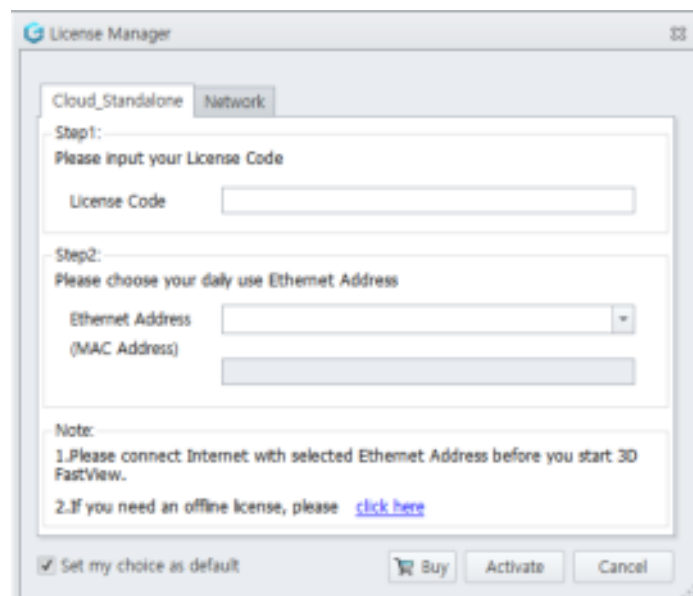 License Manager
Cloud_Standalone Network
Step1:
Please input your License Code
License Code
Step2:
Please choose your daily use Ethernet Address
Ethernet Address
(MAC Address)
Note:
1.Please connect Internet with selected Ethernet Address before you start 3D
FastView.
2.If you need an offline license, please click here
Set my choice as default Buy Activate Cancel